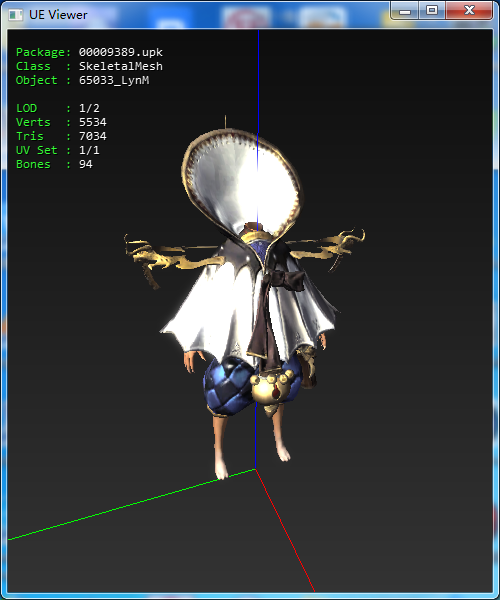 UE Viewer
Package: 00009389.upk
Class : SkeletalMesh
Object : 65033_LynM
LOD : 1/2
Verts : 5534
Tris : 7034
UV Set : 1/1
Bones : 94